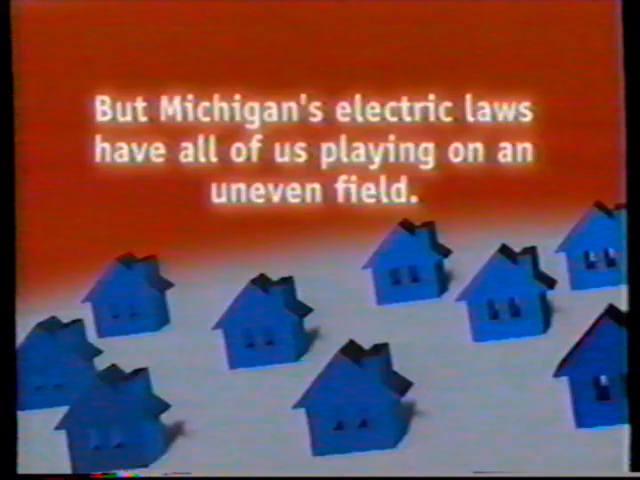 But Michigan's electric laws
have all of us playing on an
uneven field.